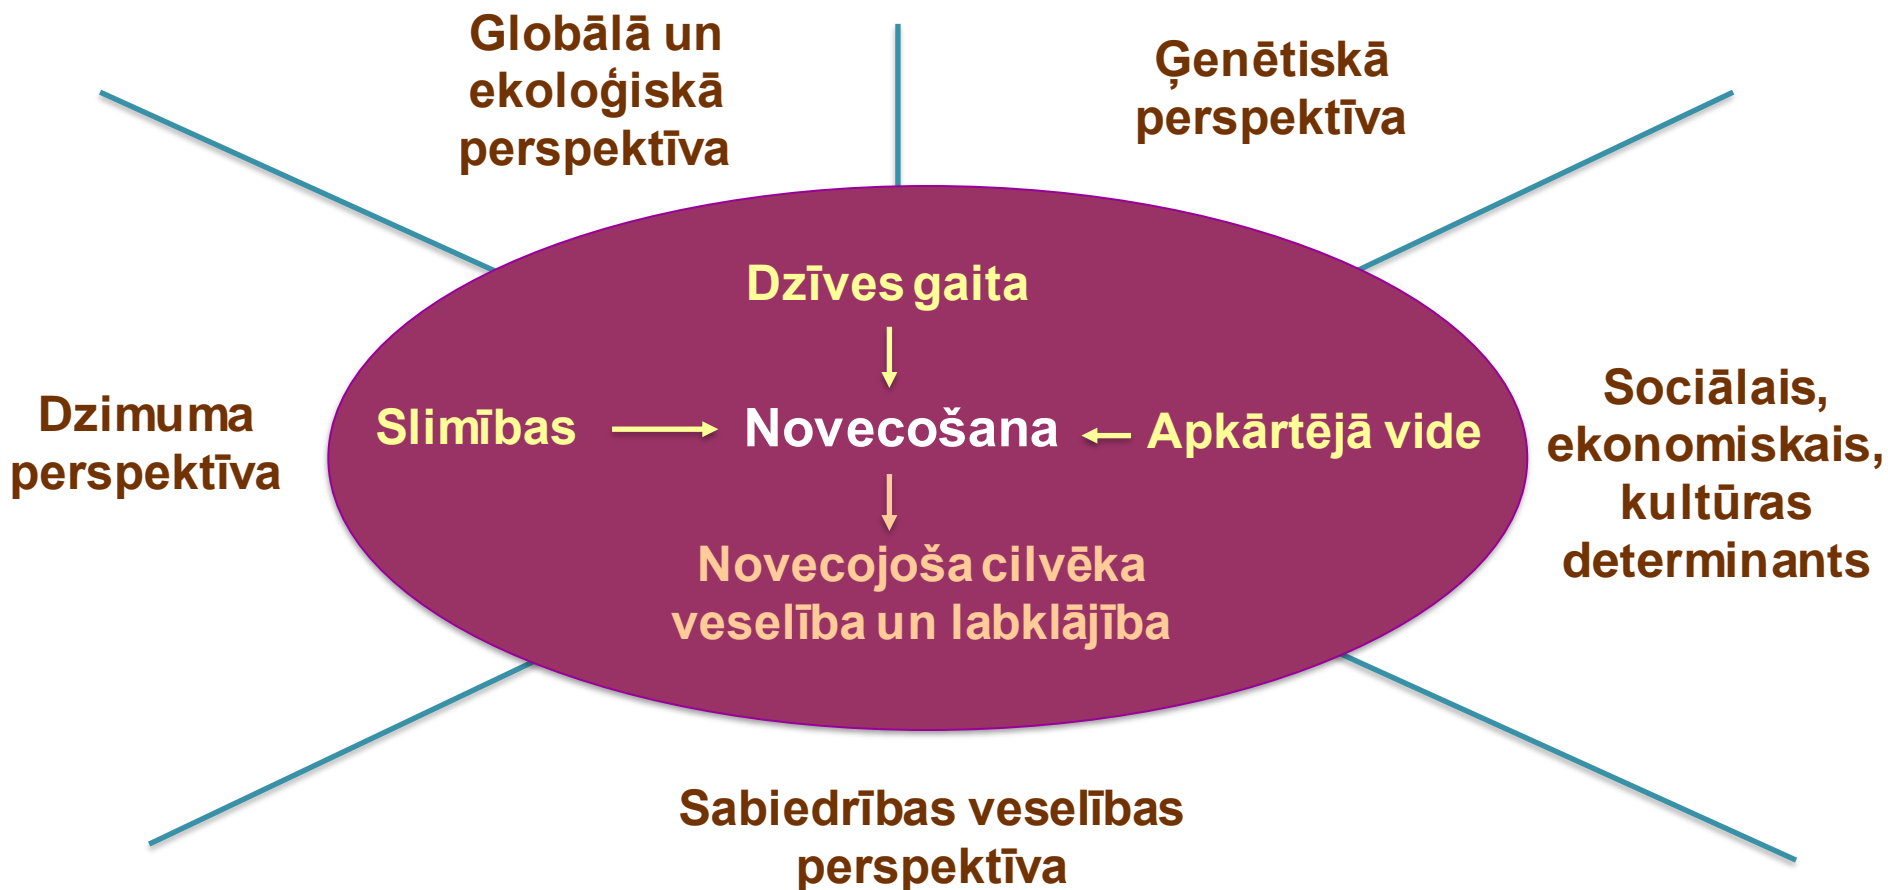 Globālā un
ekoloģiskā
perspektīva
Ģenētiskā
perspektīva
Dzīves gaita
Dzimuma
perspektīva
Slimības
Novecošana
Apkārtējā vide
Sociālais,
ekonomiskais,
kultūras
determinants
Novecojoša cilvēka
veselība un labklājība
Sabiedrības veselības
perspektīva